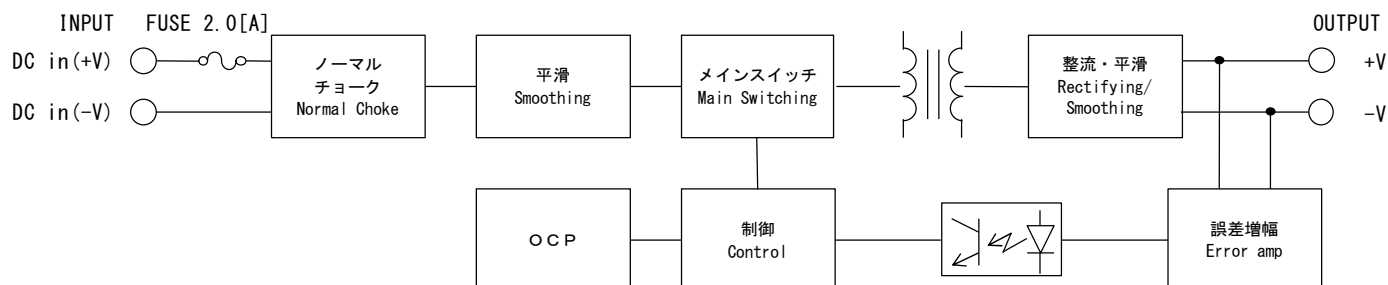 INPUT
FUSE 2.0[A]
OUTPUT
DC in(+V)
DC in(-V)
ノーマル
チョーク
Normal Choke
平滑
Smoothing
メインスイッチ
Main Switching
整流・平滑
Rectifying/
Smoothing
+V
-V
OCP
制御
Control
誤差増幅
Error amp